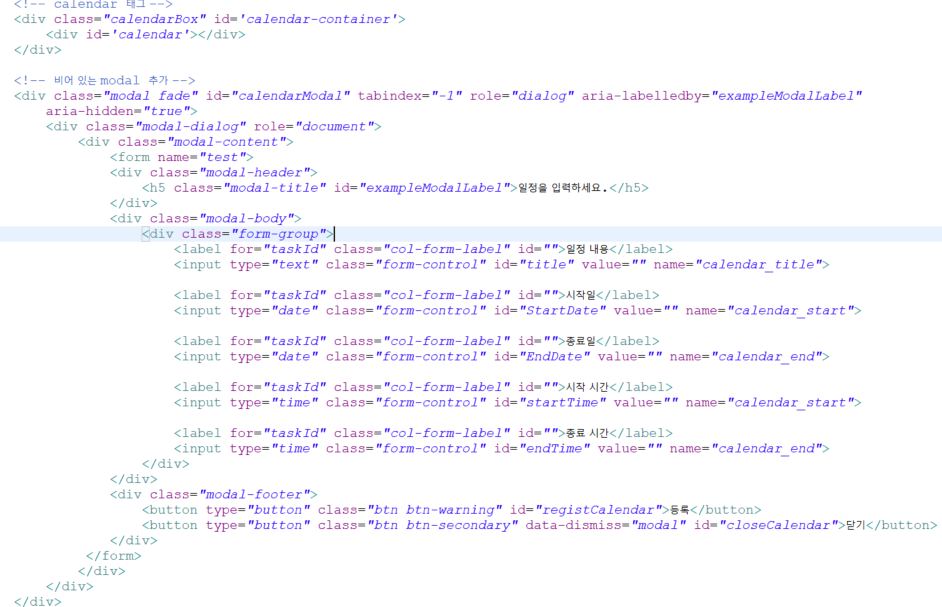 <!-- calendar 태그 -->
<div class="calendarBox" id='calendar-container'>
    <div id='calendar'></div>
</div>

<!-- 비어 있는 modal 추가 -->
<div class="modal fade" id="calendarModal" tabindex="-1" role="dialog" aria-labelledby="exampleModalLabel"
    aria-hidden="true">
    <div class="modal-dialog" role="document">
        <div class="modal-content">
            <form name="test">
            <div class="modal-header">
                <h5 class="modal-title" id="exampleModalLabel">일정을 입력하세요.</h5>
            </div>
            <div class="modal-body">
                <div class="form-group">
                    <label for="taskId" class="col-form-label" id="">일정 내용</label>
                    <input type="text" class="form-control" id="title" value="" name="calendar_title">

                    <label for="taskId" class="col-form-label" id="">시작일</label>
                    <input type="date" class="form-control" id="StartDate" value="" name="calendar_start">

                    <label for="taskId" class="col-form-label" id="">종료일</label>
                    <input type="date" class="form-control" id="EndDate" value="" name="calendar_end">

                    <label for="taskId" class="col-form-label" id="">시작 시간</label>
                    <input type="time" class="form-control" id="startTime" value="" name="calendar_start">

                    <label for="taskId" class="col-form-label" id="">종료 시간</label>
                    <input type="time" class="form-control" id="endTime" value="" name="calendar_end">
                </div>
            </div>
            <div class="modal-footer">
                <button type="button" class="btn btn-warning" id="registCalendar">등록</button>
                <button type="button" class="btn btn-secondary" data-dismiss="modal" id="closeCalendar">닫기</button>
            </div>
         </form>
        </div>
    </div>
</div>